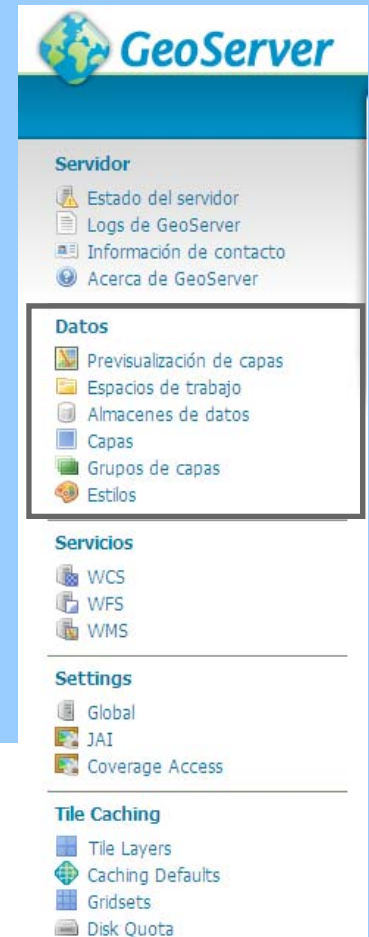 GeoServer
Servidor
Estado del servidor
Logs de GeoServer
Información de contacto
Acerca de GeoServer
Datos
Previsualización de capas
Espacios de trabajo
Almacenes de datos
Capas
Grupos de capas
Estilos
Servicios
WCS
WFS
WMS
Settings
Global
JAI
Coverage Access
Tile Caching
Tile Layers
Caching Defaults
Gridsets
Disk Quota